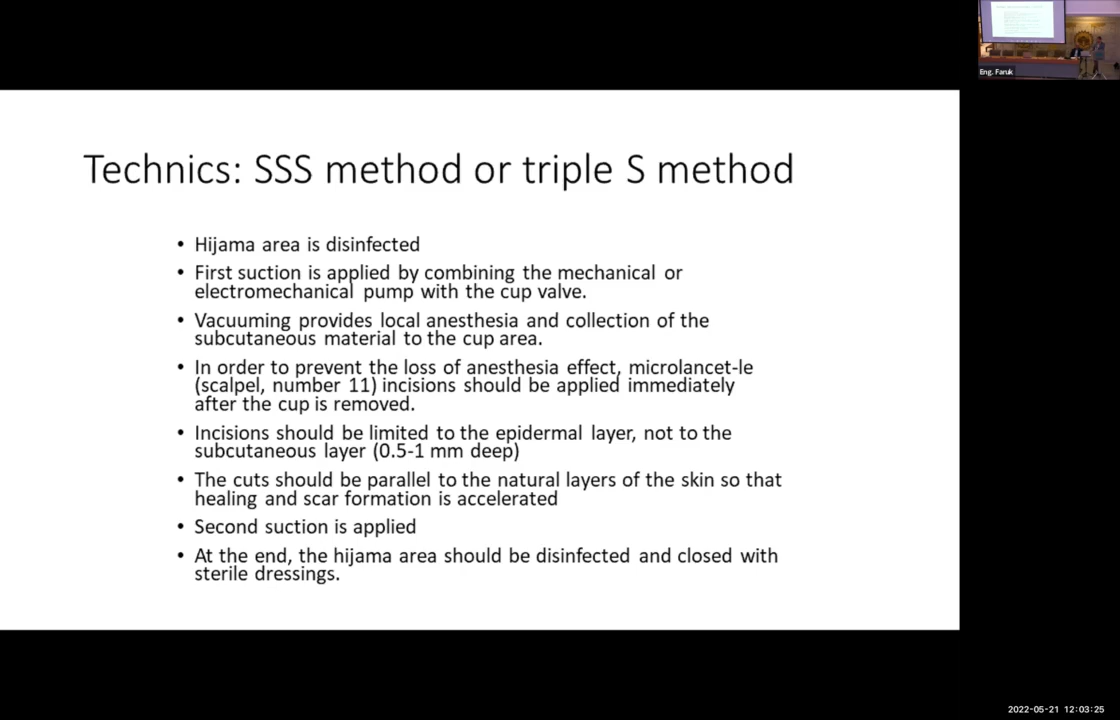 Eng. Faruk
Technics: SSS method or triple S method
• Hijama area is disinfected
• First suction is applied by combining the mechanical or
electromechanical pump with the cup valve.
• Vacuuming provides local anesthesia and collection of the
subcutaneous material to the cup area.
• In order to prevent the loss of anesthesia effect, microlancet-le
(scalpel, number 11) incisions should be applied immediately
after the cup is removed.
• Incisions should be limited to the epidermal layer, not to the
subcutaneous layer (0.5-1 mm deep)
• The cuts should be parallel to the natural layers of the skin so that
healing and scar formation is accelerated
• Second suction is applied
• At the end, the hijama area should be disinfected and closed with
sterile dressings.
2022-05-21 12:03:25